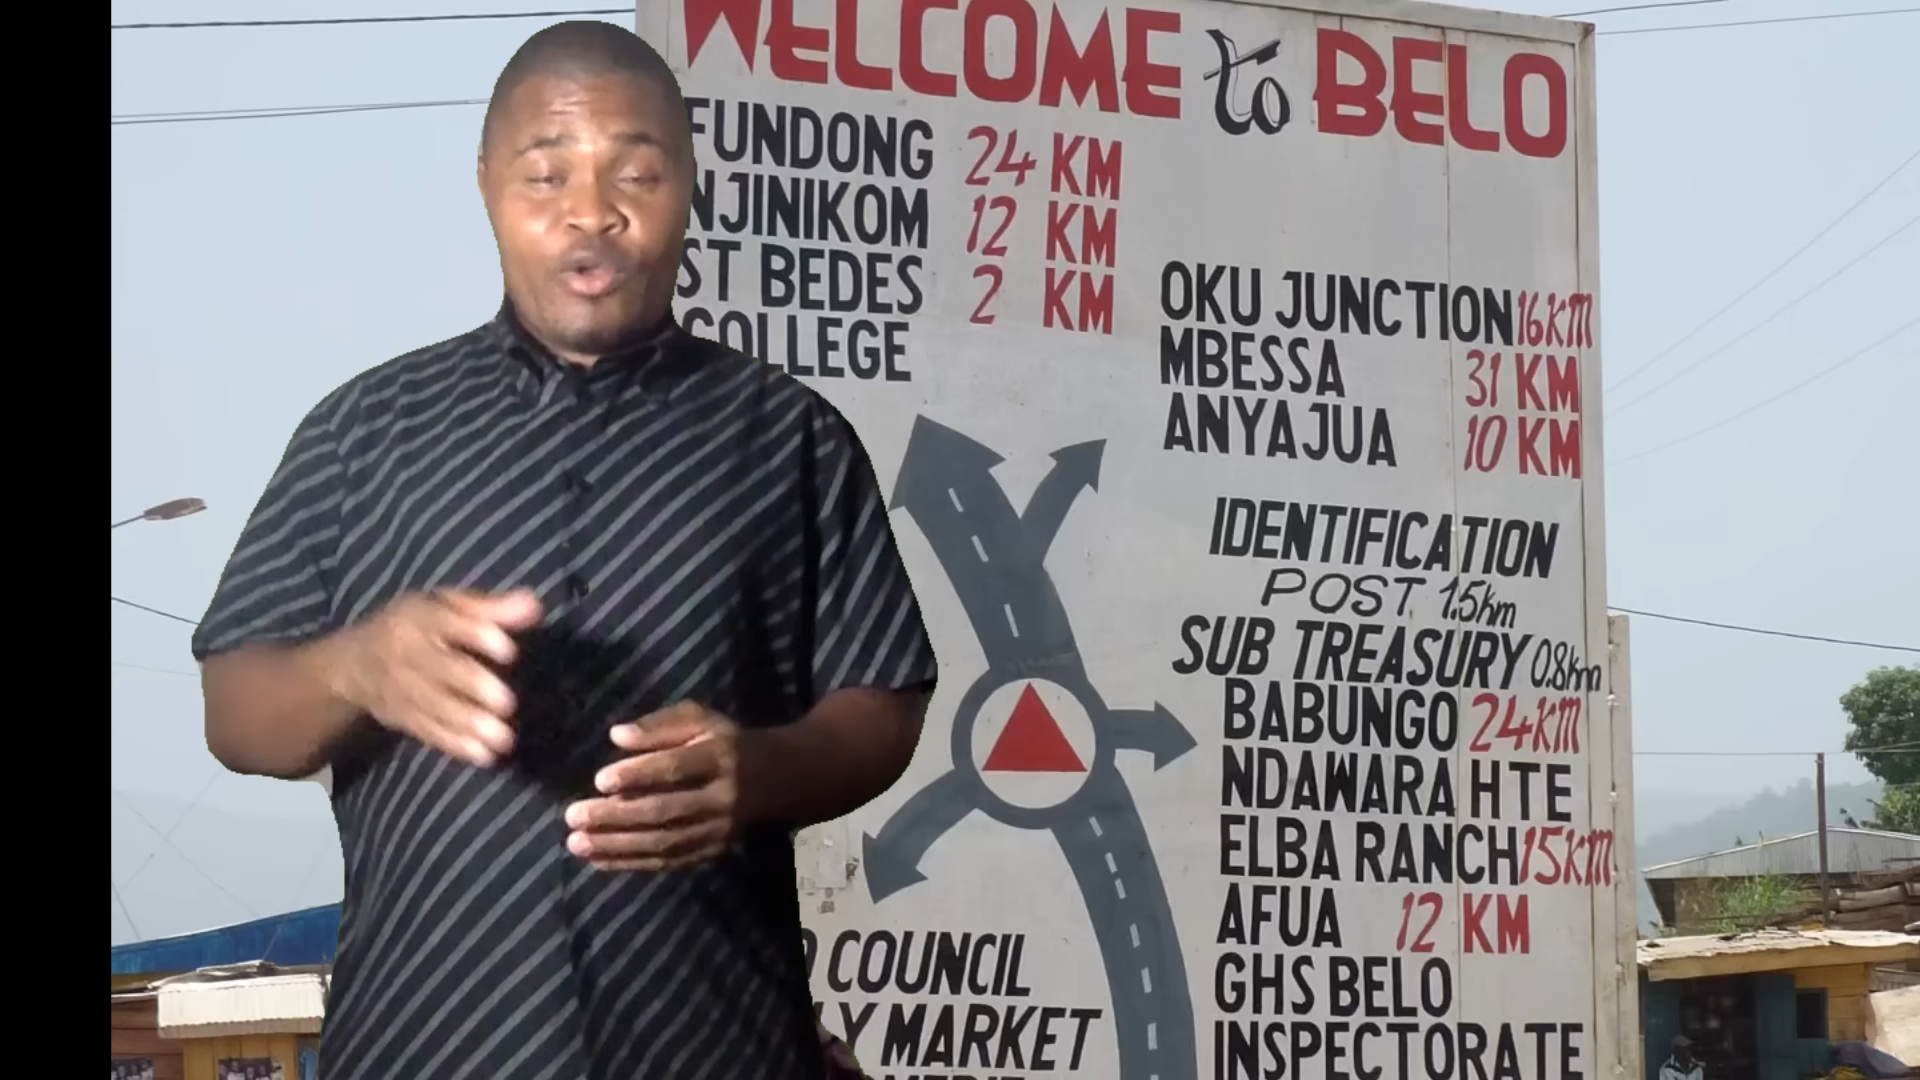 WELCOME to BELO
FUNDONG 24 KM
NJINIKOM 12 KM
ST BEDES 2 KM
COLLEGE
OKU JUNCTION 16KM
MBESSA 31 KM
ANYAJUA 10 KM
IDENTIFICATION
POST. 1.5km
SUB TREASURY 0.8km
BABUNGO 24KM
NDAWARA HTE
ELBA RANCH 15KM
AFUA 12 KM
GHS BELO
INSPECTORATE
COUNCIL
MARKET